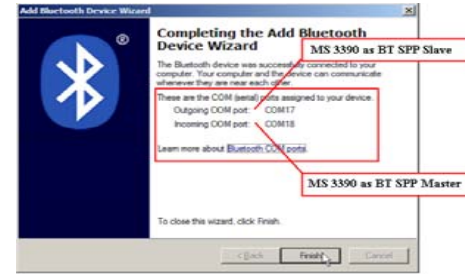 Add Bluetooth Device Wizard
®
Completing the Add Bluetooth
Device Wizard
MS 3390 as BT SPP Slave
The Bluetooth device was successfully connected to your
computer. Your computer and the device can communicate
whenever they are near each other.
These are the COM (serial) ports assigned to your device.
Outgoing COM port: COM17
Incoming COM port: COM18
Learn more about Bluetooth COM ports.
MS 3390 as BT SPP Master
To close this wizard, click Finish.
< Back
Finish
Cancel